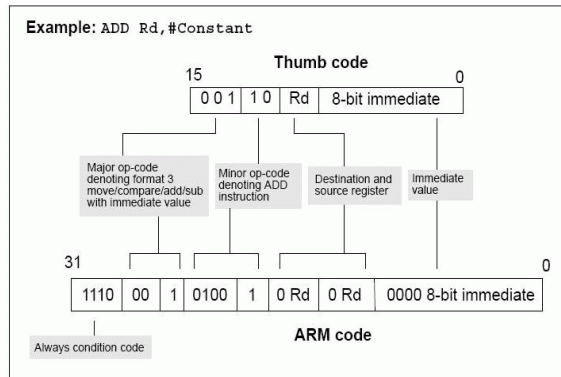 Example: ADD Rd,#Constant
Thumb code
15 0
0 0 1 1 0 Rd 8-bit immediate
Major op-code
denoting format 3
move/compare/add/sub
with immediate value
Minor op-code
denoting ADD
instruction
Destination and
source register
Immediate
value
31 0
1110 00 1 0100 1 0 Rd 0 Rd 0000 8-bit immediate
ARM code
Always condition code